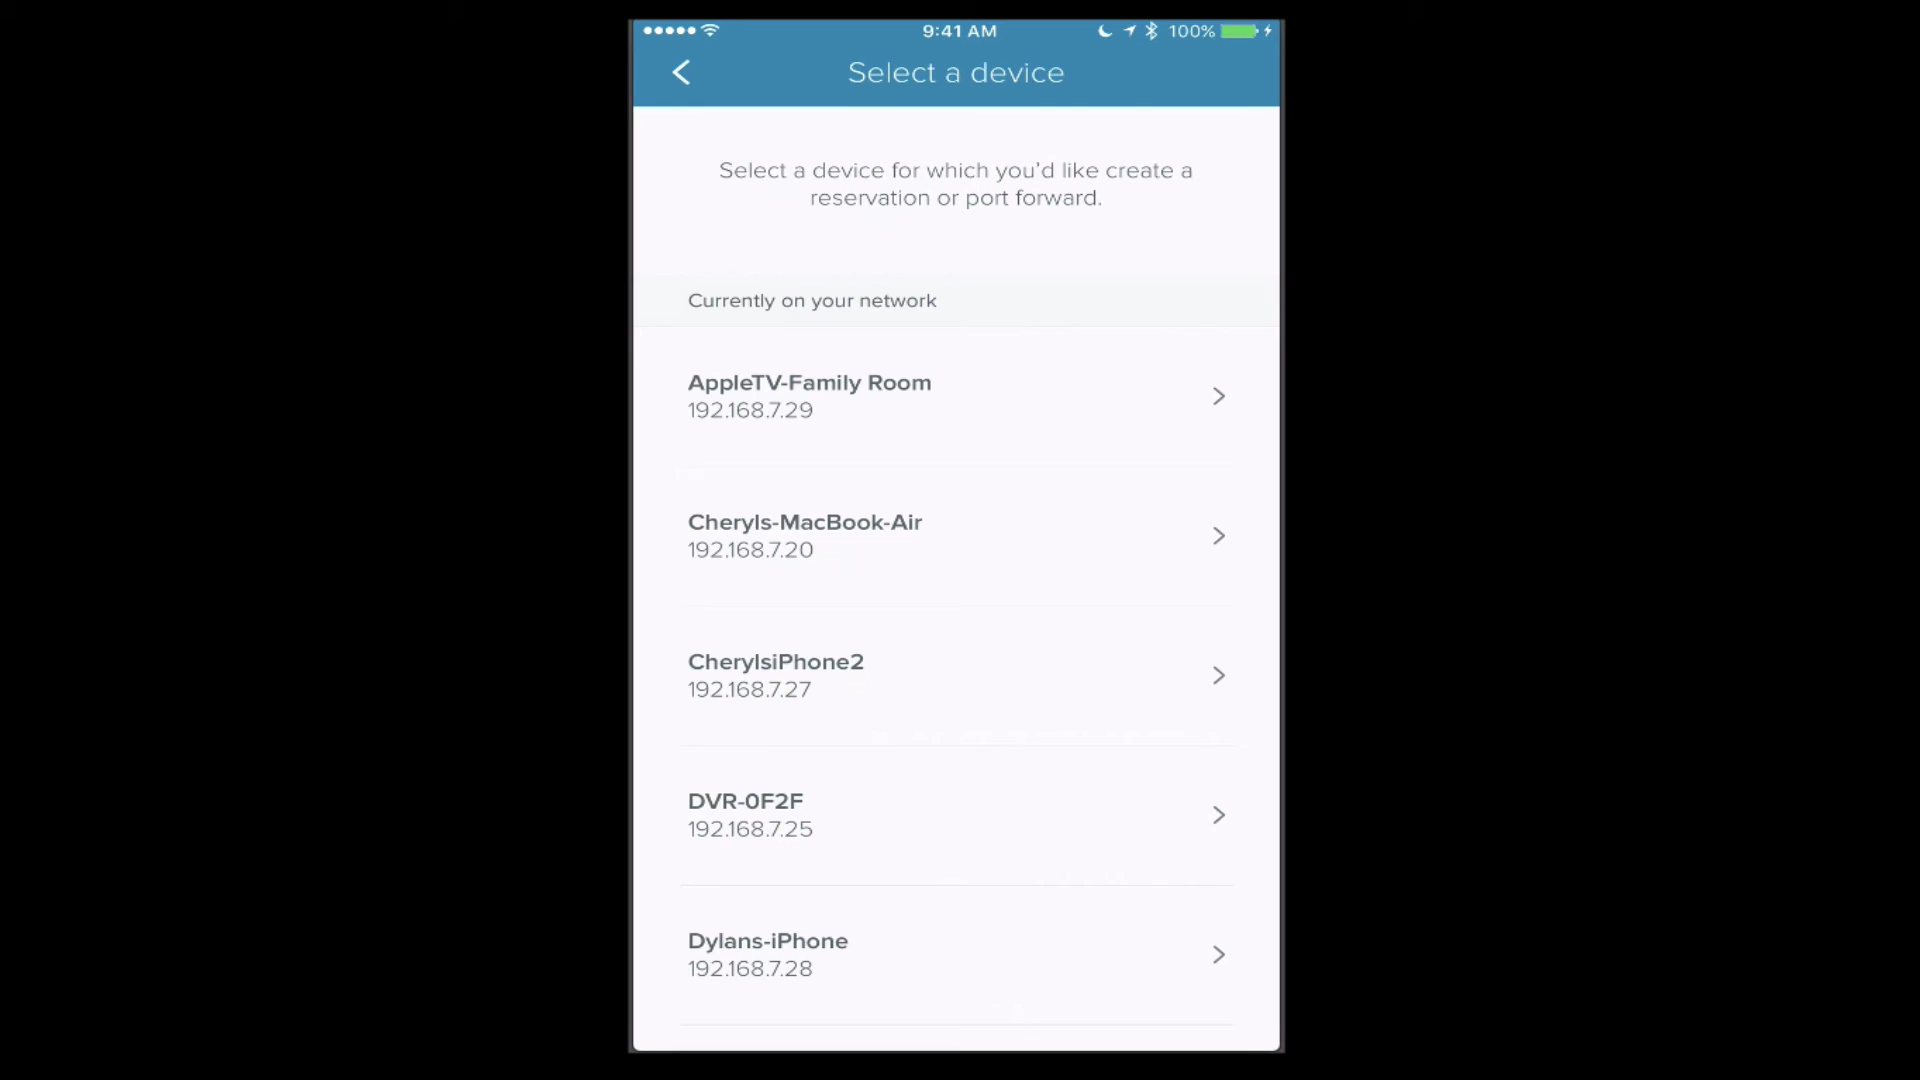 9:41 AM
100%
Select a device
Select a device for which you'd like create a
reservation or port forward.
Currently on your network
AppleTV-Family Room
192.168.7.29
Cheryls-MacBook-Air
192.168.7.20
CherylsiPhone2
192.168.7.27
DVR-0F2F
192.168.7.25
Dylans-iPhone
192.168.7.28